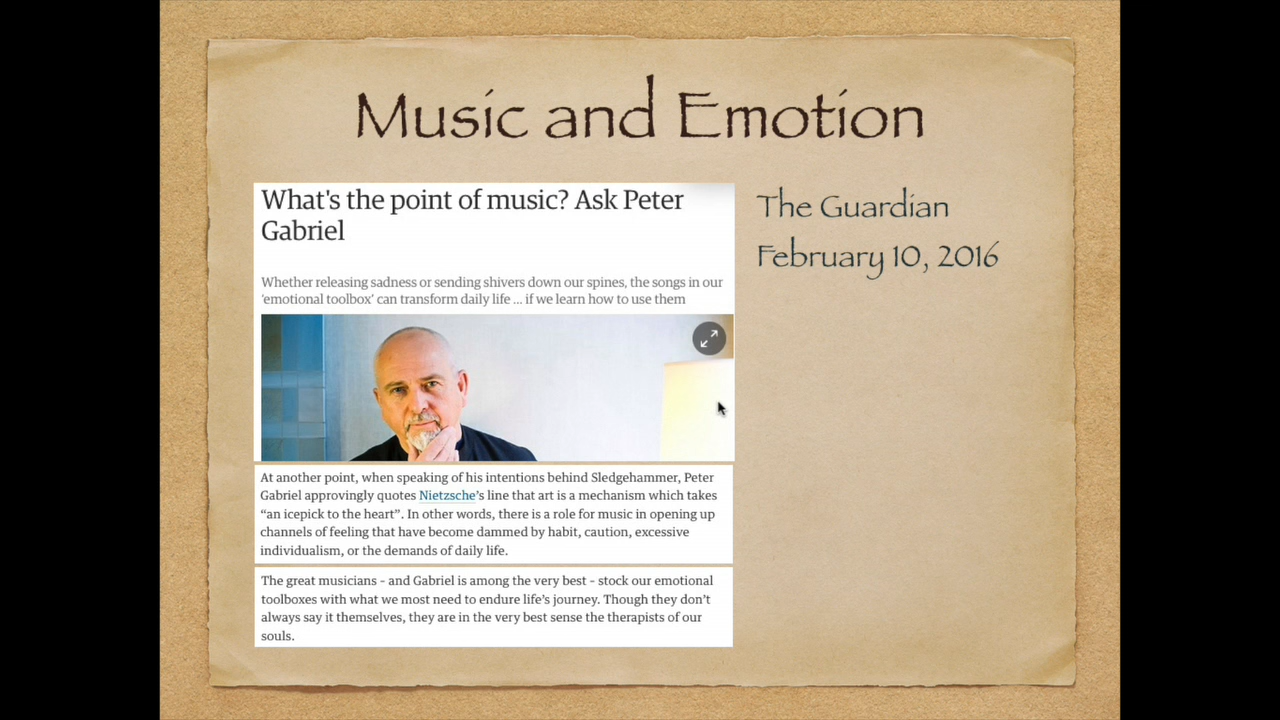 Music and Emotion
What's the point of music? Ask Peter
Gabriel
Whether releasing sadness or sending shivers down our spines, the songs in our
‘emotional toolbox’ can transform daily life ... if we learn how to use them
At another point, when speaking of his intentions behind Sledgehammer, Peter
Gabriel approvingly quotes Nietzsche’s line that art is a mechanism which takes
“an icepick to the heart”. In other words, there is a role for music in opening up
channels of feeling that have become dammed by habit, caution, excessive
individualism, or the demands of daily life.
The great musicians – and Gabriel is among the very best – stock our emotional
toolboxes with what we most need to endure life’s journey. Though they don’t
always say it themselves, they are in the very best sense the therapists of our
souls.
The Guardian
February 10, 2016